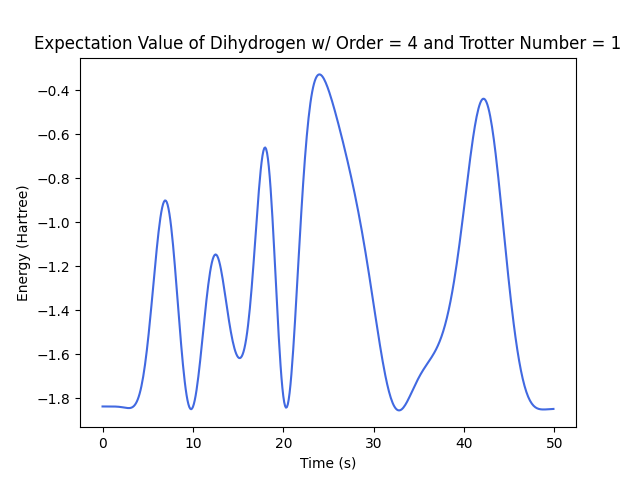 Expectation Value of Dihydrogen w/ Order = 4 and Trotter Number = 1
Energy (Hartree)
−0.4
−0.6
−0.8
−1.0
−1.2
−1.4
−1.6
−1.8
0 10 20 30 40 50
Time (s)